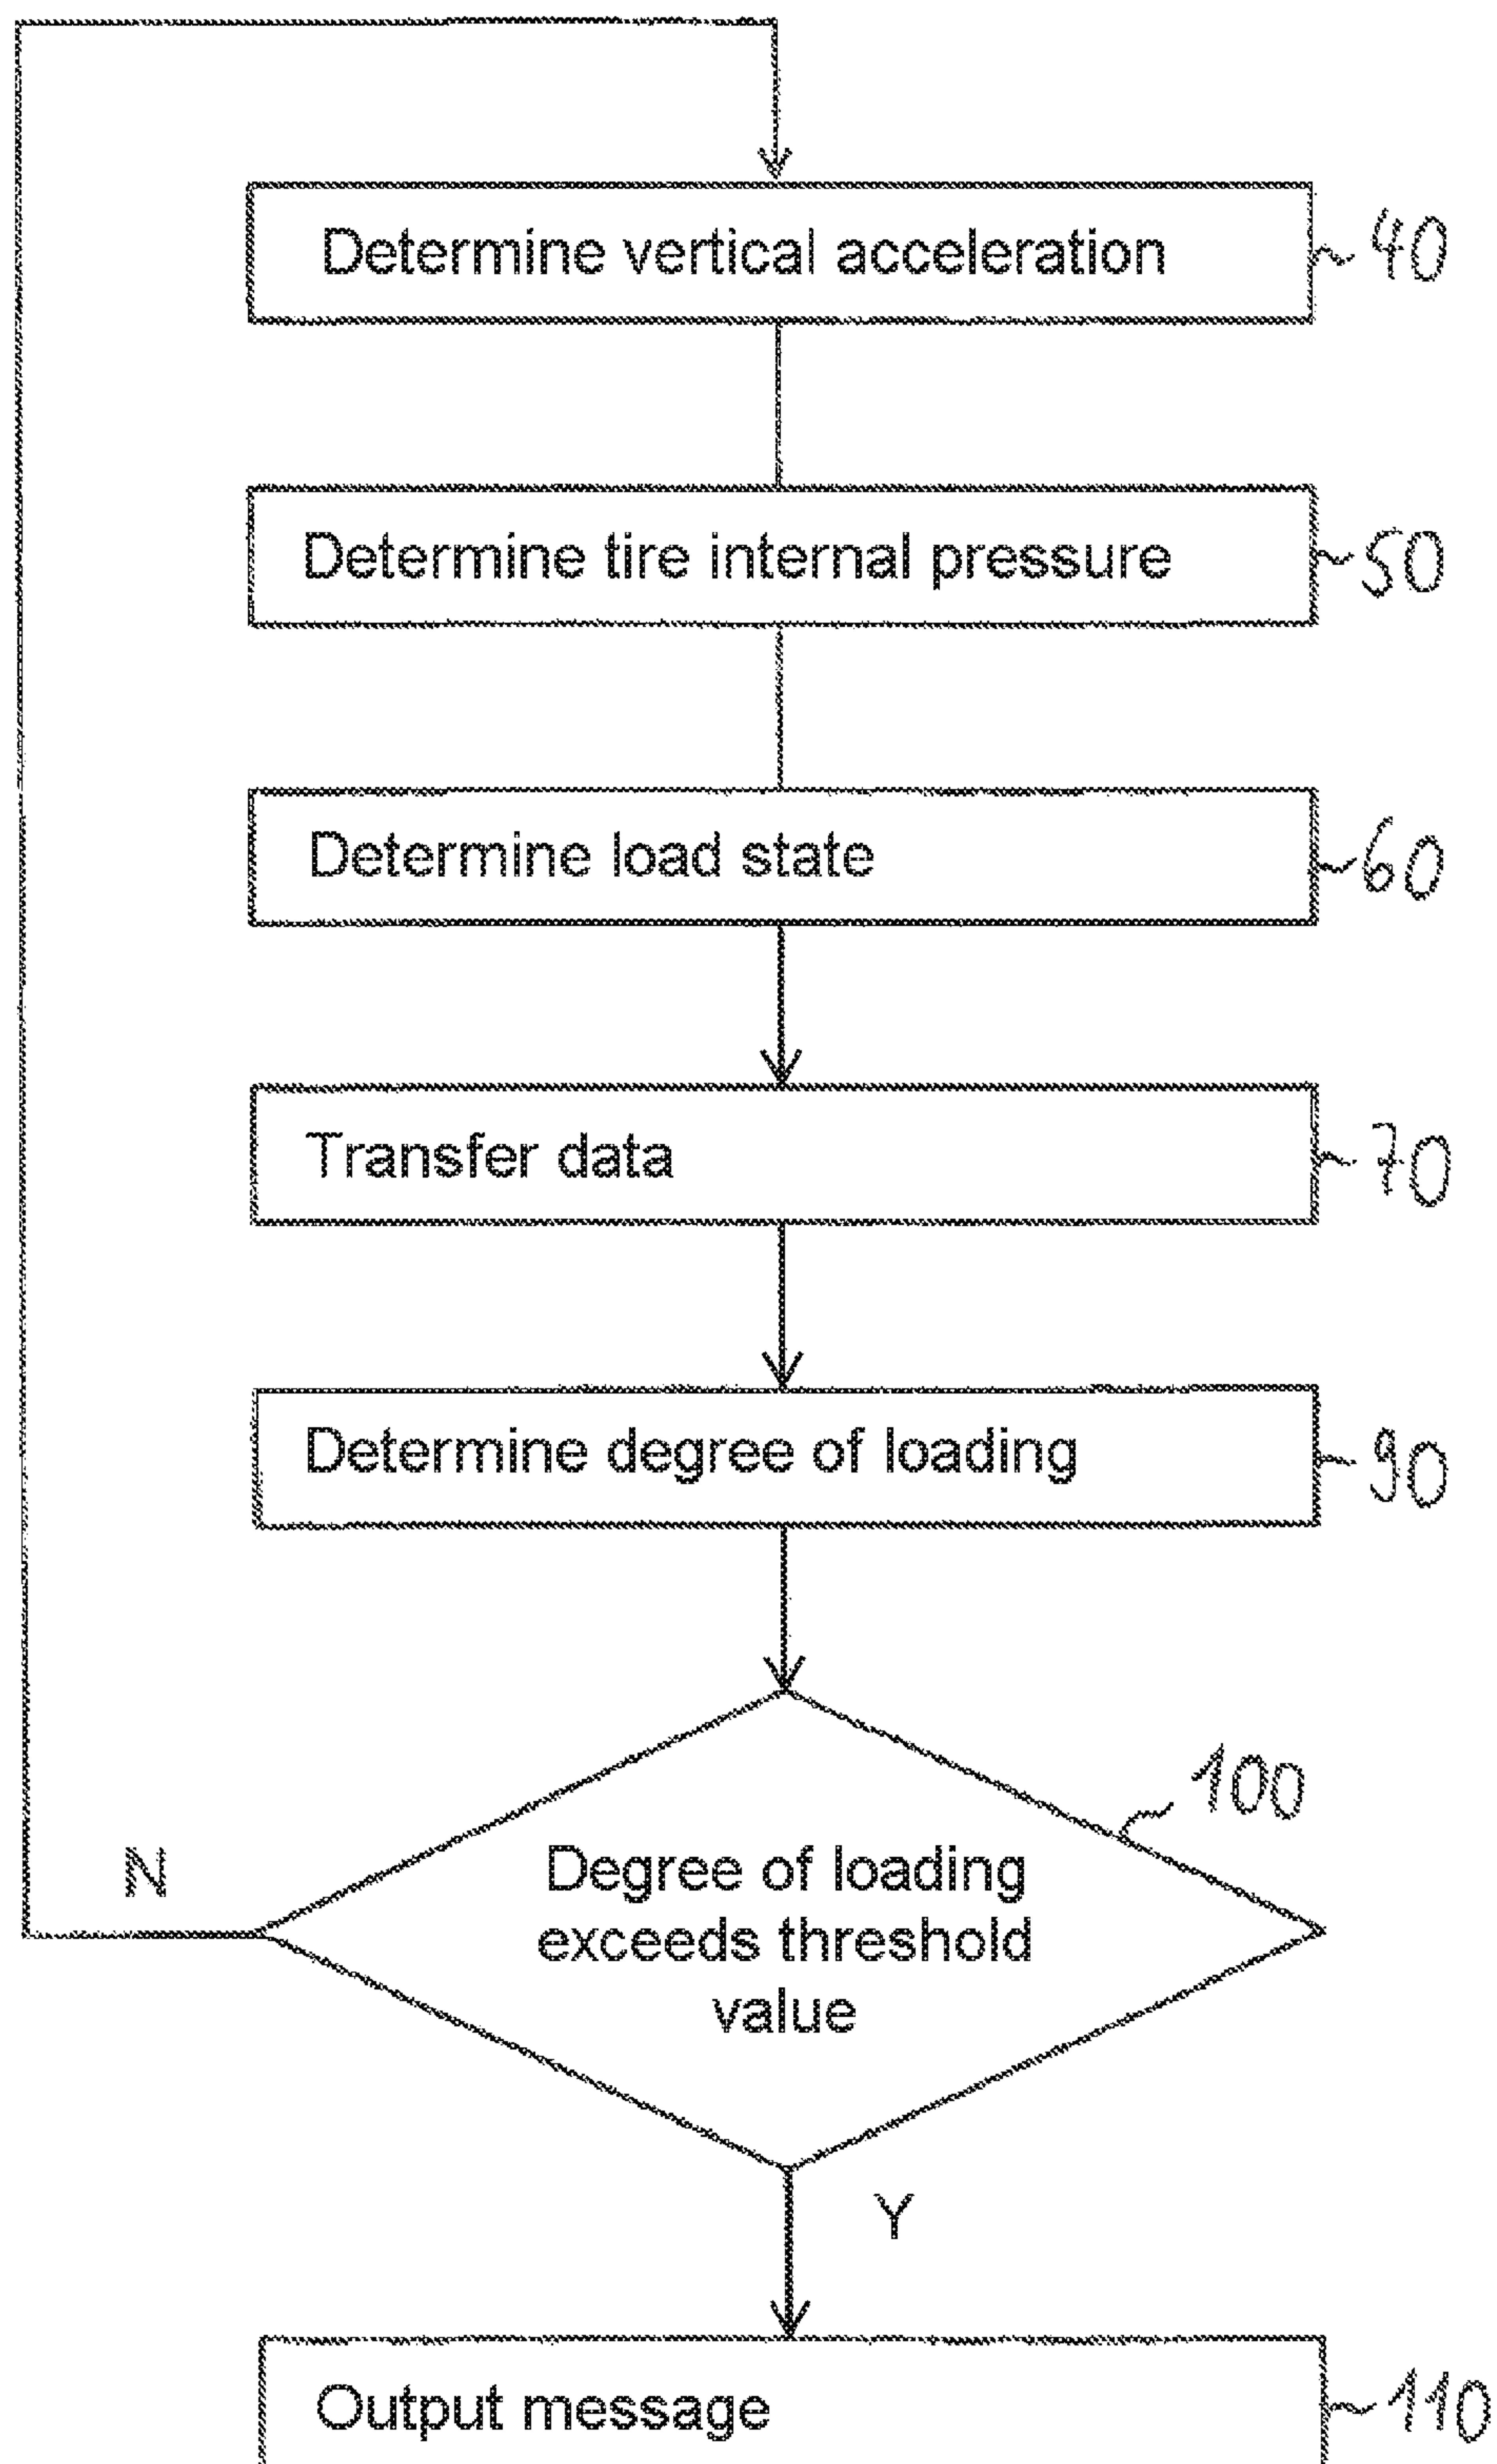 Determine vertical acceleration 40
Determine tire internal pressure 50
Determine load state 60
Transfer data 70
Determine degree of loading 90
100
Degree of loading
exceeds threshold
value
N
Y
Output message 110